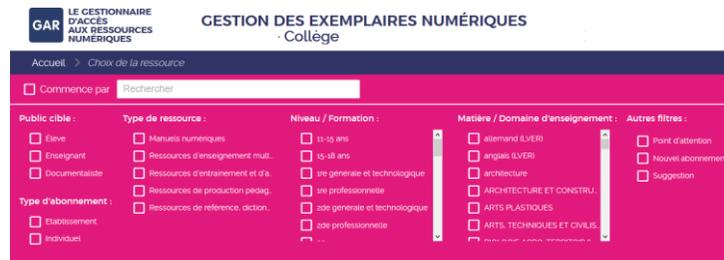 GAR
LE GESTIONNAIRE
D'ACCÈS
AUX RESSOURCES
NUMÉRIQUES
GESTION DES EXEMPLAIRES NUMÉRIQUES
· Collège
Accueil > Choix de la ressource
Commence par Rechercher
Public cible :
Élève
Enseignant
Documentaliste
Type d'abonnement :
Etablissement
Individuel
Type de ressource :
Manuels numériques
Ressources d'enseignement mult..
Ressources d'entrainement et d'a..
Ressources de production pédag..
Ressources de référence, diction..
Niveau / Formation :
11-15 ans
15-18 ans
1re générale et technologique
1re professionnelle
2de générale et technologique
2de professionnelle
Matière / Domaine d'enseignement :
allemand (LVER)
anglais (LVER)
architecture
ARCHITECTURE ET CONSTRU..
ARTS PLASTIQUES
ARTS, TECHNIQUES ET CIVILIS..
Autres filtres :
Point d'attention
Nouvel abonnemen
Suggestion